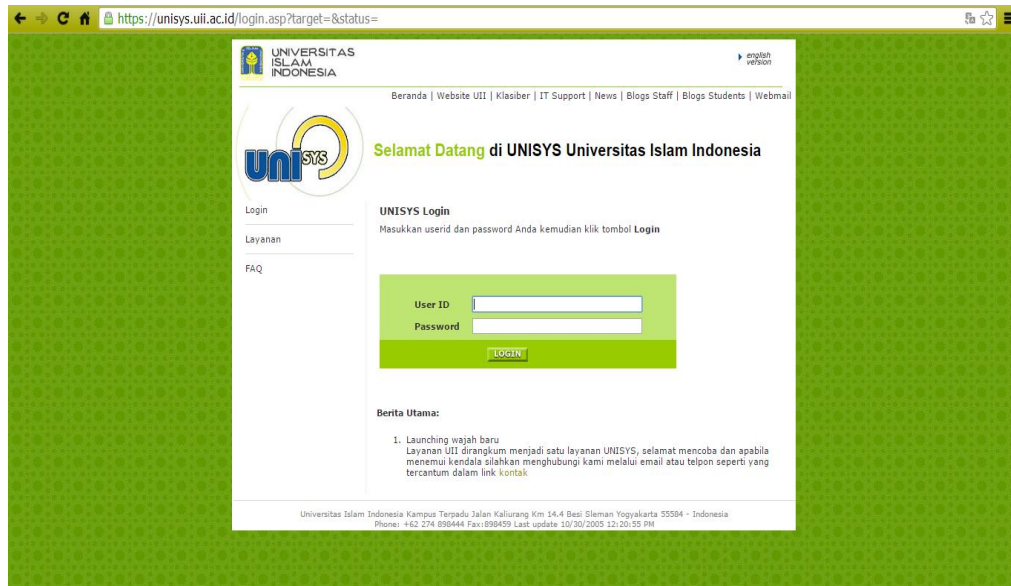 https://unisys.uii.ac.id/login.asp?target=&status=
UNIVERSITAS
ISLAM
INDONESIA
english
version
Beranda | Website UII | Klasiber | IT Support | News | Blogs Staff | Blogs Students | Webmail
UNISYS
Selamat Datang di UNISYS Universitas Islam Indonesia
Login
Layanan
FAQ
UNISYS Login
Masukkan userid dan password Anda kemudian klik tombol Login
User ID
Password
LOGIN
Berita Utama:
1. Launching wajah baru
Layanan UII dirangkum menjadi satu layanan UNISYS, selamat mencoba dan apabila
menemui kendala silahkan menghubungi kami melalui email atau telpon seperti yang
tercantum dalam link kontak
Universitas Islam Indonesia Kampus Terpadu Jalan Kaliurang Km 14.4 Besi Sleman Yogyakarta 55584 - Indonesia
Phone: +62 274 898444 Fax:898459 Last update 10/30/2005 12:20:55 PM